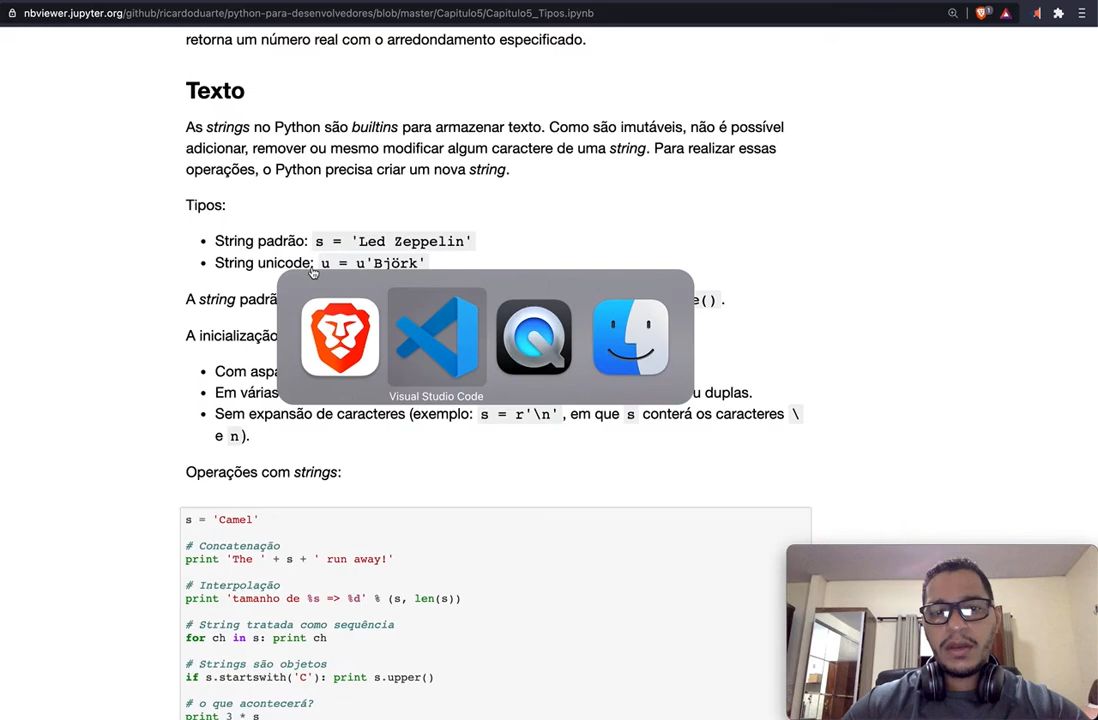 nbviewer.jupyter.org/github/ricardoduarte/python-para-desenvolvedores/blob/master/Capitulo5/Capitulo5_Tipos.ipynb
retorna um número real com o arredondamento especificado.
Texto
As strings no Python são builtins para armazenar texto. Como são imutáveis, não é possível
adicionar, remover ou mesmo modificar algum caractere de uma string. Para realizar essas
operações, o Python precisa criar um nova string.
Tipos:
String padrão: s = 'Led Zeppelin'
String unicode: u = u'Björk'
A string padrã e().
A inicialização
Com aspa
Em várias u duplas.
Visual Studio Code
Sem expansão de caracteres (exemplo: s = r'\n', em que s conterá os caracteres \
e n).
Operações com strings:
s = 'Camel'
# Concatenação
print 'The ' + s + ' run away!'
# Interpolação
print 'tamanho de %s => %d' % (s, len(s))
# String tratada como sequência
for ch in s: print ch
# Strings são objetos
if s.startswith('C'): print s.upper()
# o que acontecerá?
print 3 * s